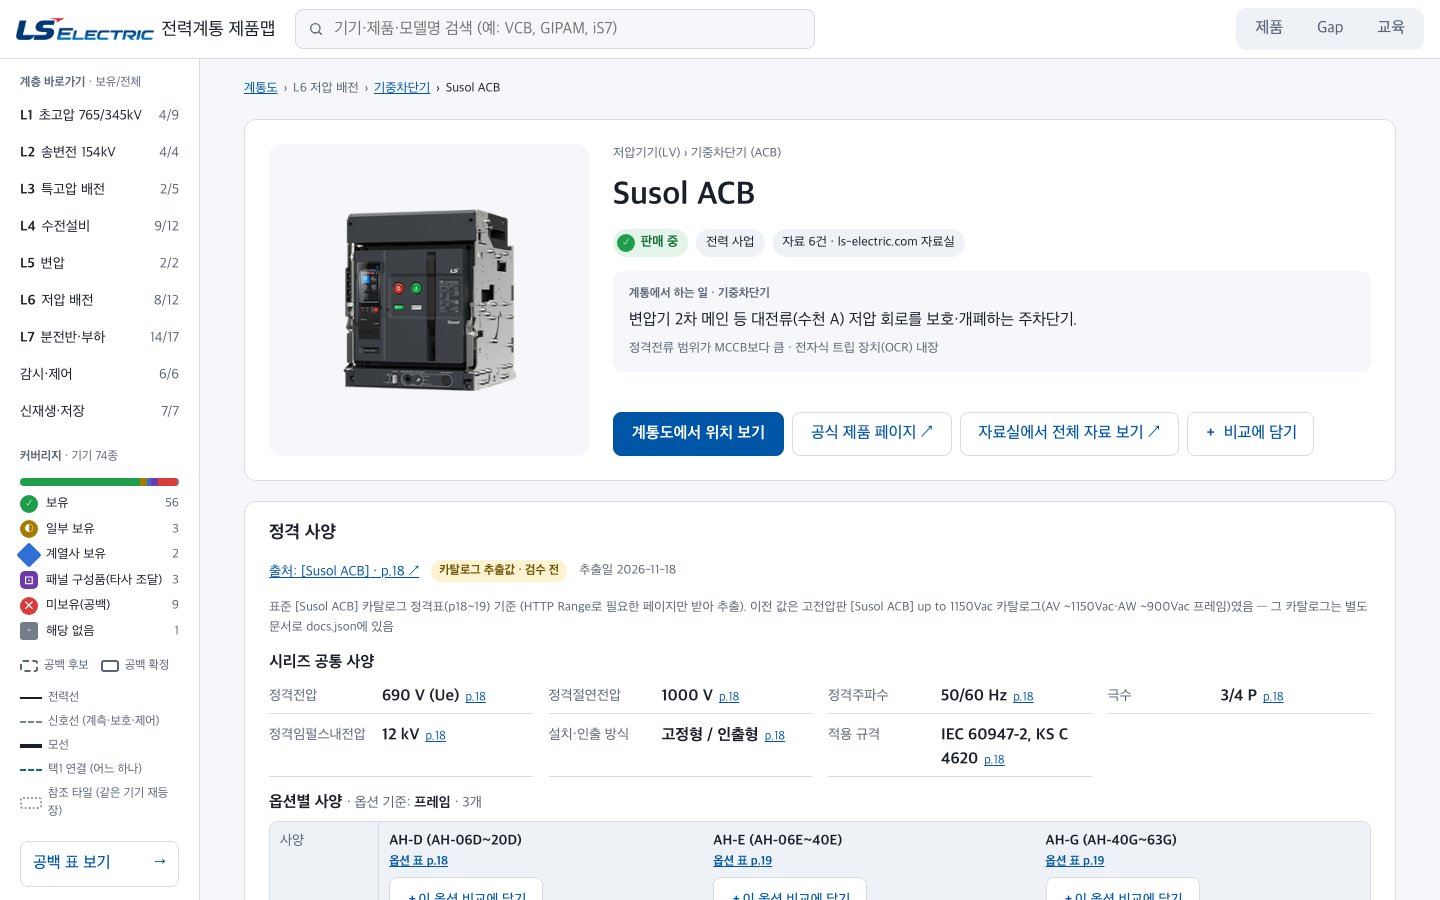 LS ELECTRIC 전력계통 제품맵
기기·제품·모델명 검색 (예: VCB, GIPAM, iS7)
제품 Gap 교육
계층 바로가기 · 보유/전체
L1 초고압 765/345kV 4/9
L2 송변전 154kV 4/4
L3 특고압 배전 2/5
L4 수전설비 9/12
L5 변압 2/2
L6 저압 배전 8/12
L7 분전반·부하 14/17
감시·제어 6/6
신재생·저장 7/7
커버리지 · 기기 74종
보유 56
일부 보유 3
계열사 보유 2
패널 구성품(타사 조달) 3
미보유(공백) 9
해당 없음 1
공백 후보 공백 확정
전력선
신호선 (계측·보호·제어)
모선
택1 연결 (어느 하나)
참조 타일 (같은 기기 재등
장)
공백 표 보기 →
계통도 › L6 저압 배전 › 기중차단기 › Susol ACB
저압기기(LV) › 기중차단기 (ACB)
Susol ACB
판매 중 전력 사업 자료 6건 · ls-electric.com 자료실
계통에서 하는 일 · 기중차단기
변압기 2차 메인 등 대전류(수천 A) 저압 회로를 보호·개폐하는 주차단기.
정격전류 범위가 MCCB보다 큼 · 전자식 트립 장치(OCR) 내장
계통도에서 위치 보기 공식 제품 페이지 ↗ 자료실에서 전체 자료 보기 ↗ + 비교에 담기
LS
Susol
정격 사양
출처: [Susol ACB] · p.18 ↗ 카탈로그 추출값 · 검수 전 추출일 2026-11-18
표준 [Susol ACB] 카탈로그 정격표(p18~19) 기준 (HTTP Range로 필요한 페이지만 받아 추출). 이전 값은 고전압판 [Susol ACB] up to 1150Vac 카탈로그(AV ~1150Vac·AW ~900Vac 프레임)였음 — 그 카탈로그는 별도
문서로 docs.json에 있음
시리즈 공통 사양
정격전압 690 V (Ue) p.18 정격절연전압 1000 V p.18 정격주파수 50/60 Hz p.18 극수 3/4 P p.18
정격임펄스내전압 12 kV p.18 설치·인출 방식 고정형 / 인출형 p.18 적용 규격 IEC 60947-2, KS C
4620 p.18
옵션별 사양 · 옵션 기준: 프레임 · 3개
사양 AH-D (AH-06D~20D) AH-E (AH-06E~40E) AH-G (AH-40G~63G)
옵션 표 p.18 옵션 표 p.19 옵션 표 p.19
+ 이 옵션 비교에 담기 + 이 옵션 비교에 담기 + 이 옵션 비교에 담기